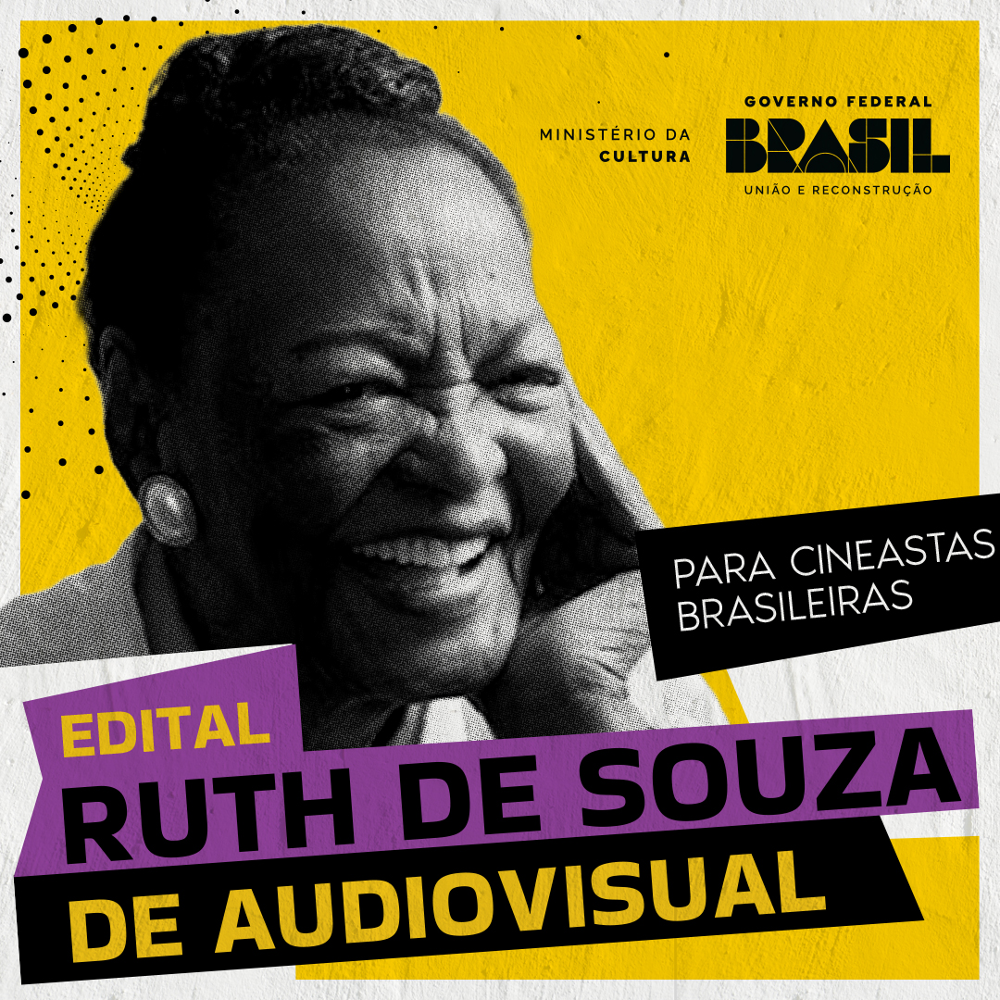 GOVERNO FEDERAL
MINISTÉRIO DA
CULTURA
BRASIL
UNIÃO E RECONSTRUÇÃO
PARA CINEASTAS
BRASILEIRAS
EDITAL
RUTH DE SOUZA
DE AUDIOVISUAL